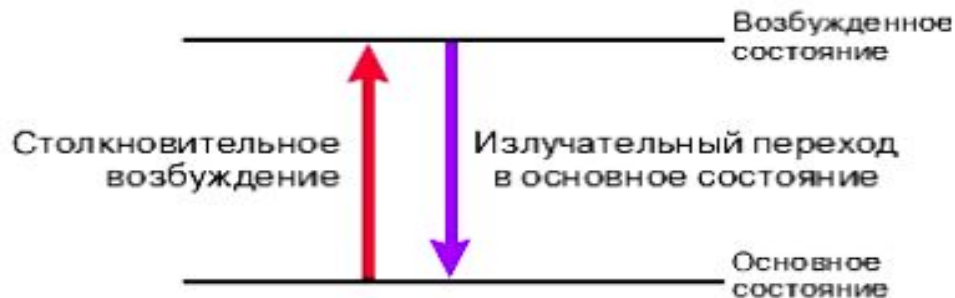 Возбужденное
состояние
Столкновительное
возбуждение
Излучательный переход
в основное состояние
Основное
состояние